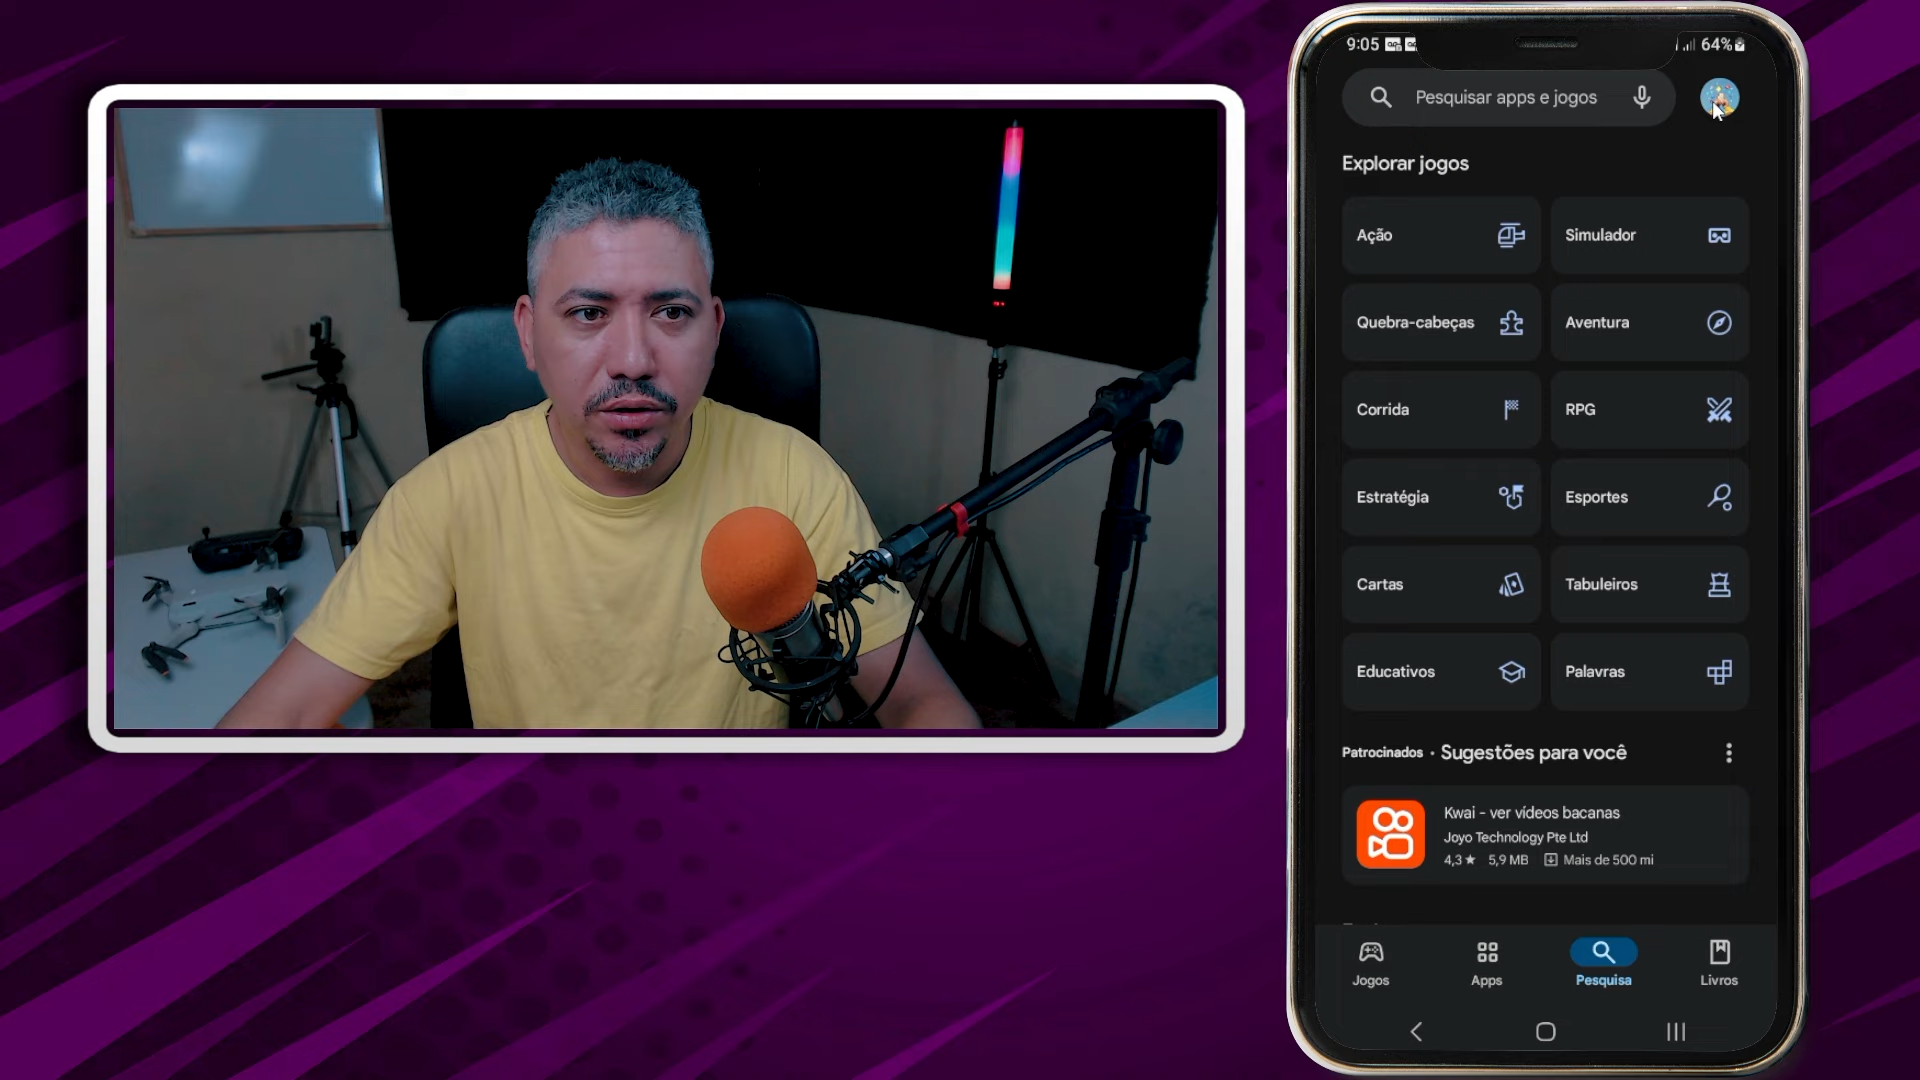 9:05
64%
Pesquisar apps e jogos
Explorar jogos
Ação
Simulador
Quebra-cabeças
Aventura
Corrida
RPG
Estratégia
Esportes
Cartas
Tabuleiros
Educativos
Palavras
Patrocinados • Sugestões para você
Kwai - ver vídeos bacanas
Joyo Technology Pte Ltd
4,3★ 5,9 MB Mais de 500 mi
Jogos
Apps
Pesquisa
Livros